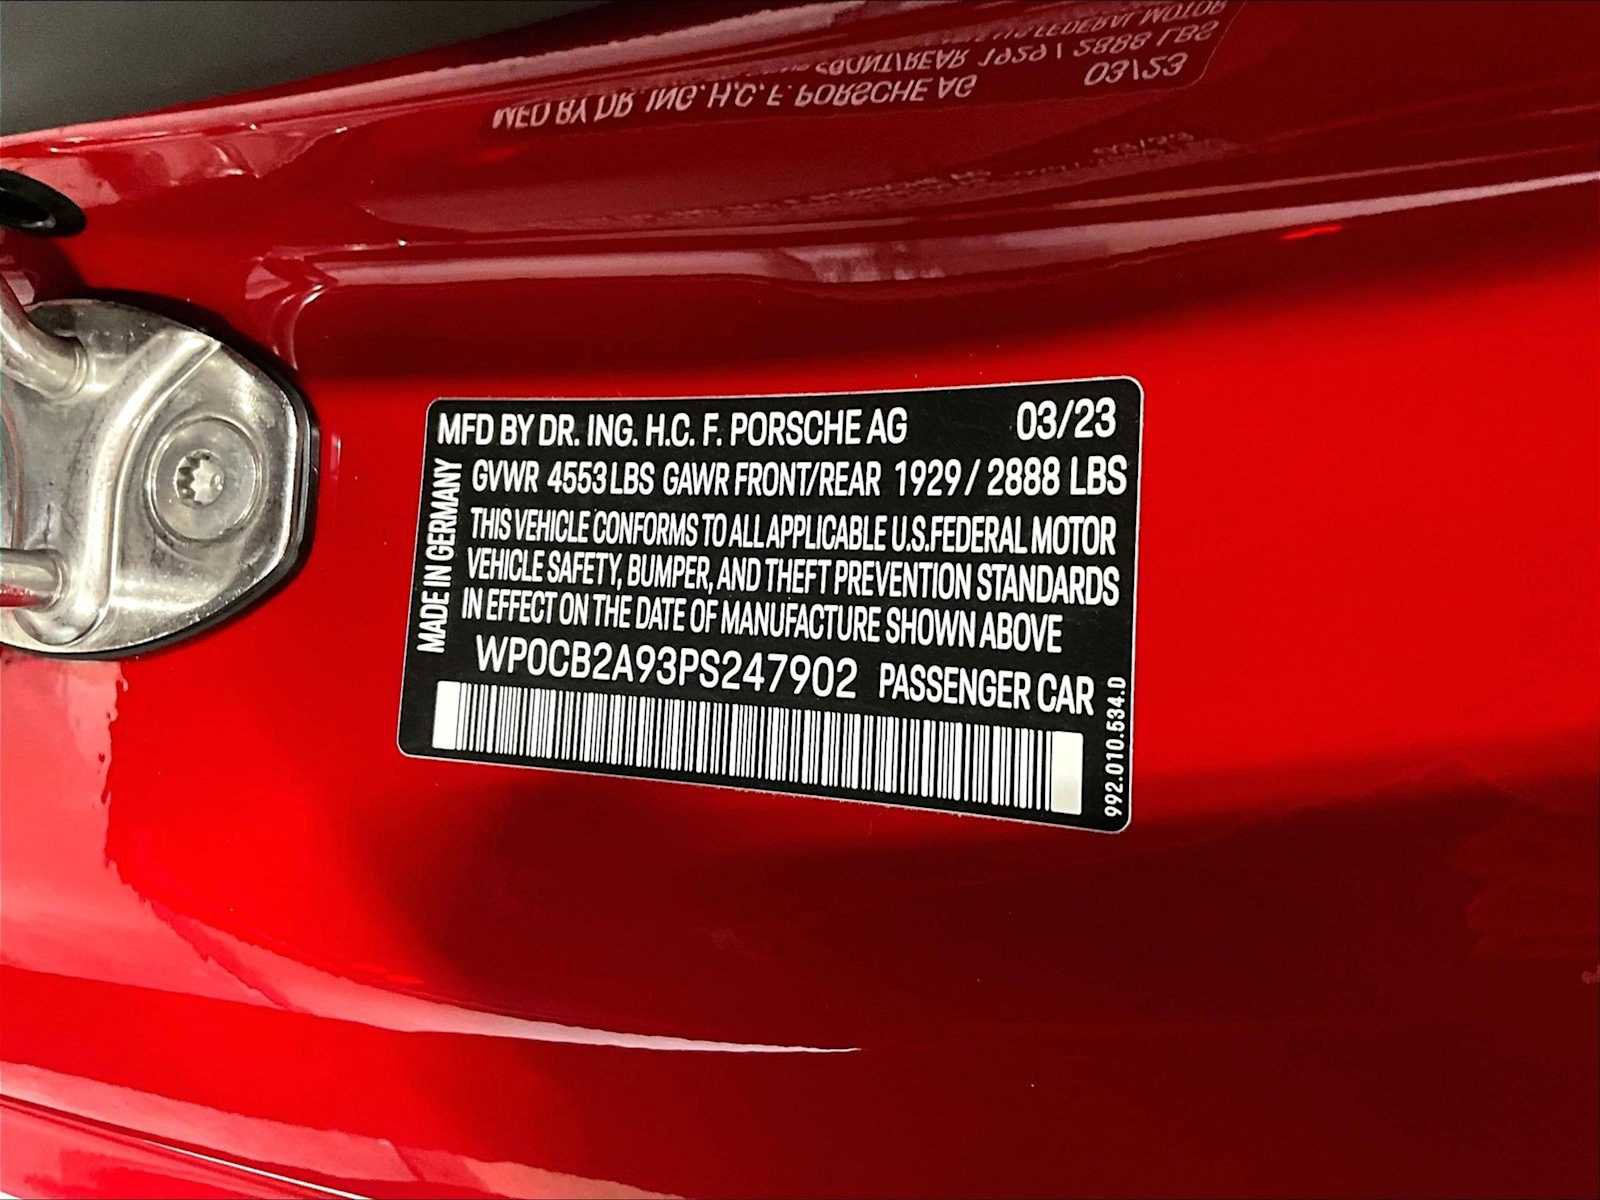 MFD BY DR. ING. H.C. F. PORSCHE AG 03/23
GVWR 4553 LBS GAWR FRONT/REAR 1929 / 2888 LBS
THIS VEHICLE CONFORMS TO ALL APPLICABLE U.S.FEDERAL MOTOR
VEHICLE SAFETY, BUMPER, AND THEFT PREVENTION STANDARDS
IN EFFECT ON THE DATE OF MANUFACTURE SHOWN ABOVE
WP0CB2A93PS247902 PASSENGER CAR
MADE IN GERMANY
992.010.534.0